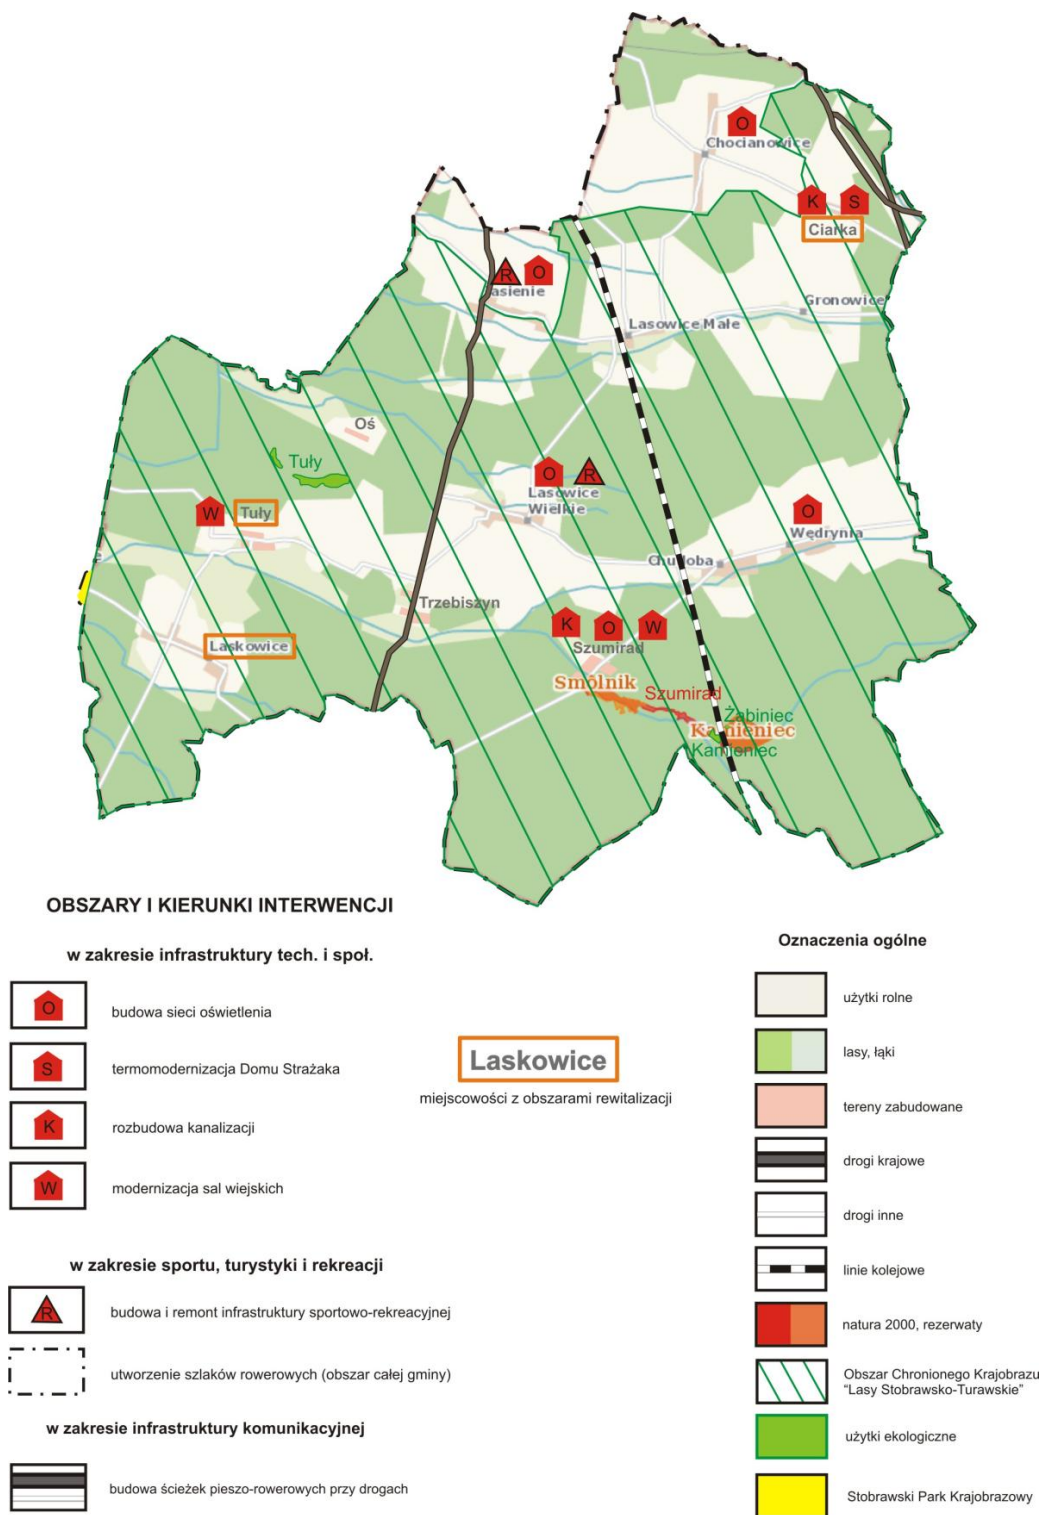 O
Chocianowice
K
S
Ciarka
R
O
Jasienie
Gronowice
Lasowice Małe
Oś
Tuły
O
R
Lasowice
Wielkie
W
Tuły
O
Wędrynia
Chudoba
Trzebiszyn
K
O
W
Szumirad
Laskowice
Smolnik
Szumirad
Żabiniec
Kamieniec
Kamieniec
OBSZARY I KIERUNKI INTERWENCJI
w zakresie infrastruktury tech. i społ.
O
budowa sieci oświetlenia
S
termomodernizacja Domu Strażaka
K
rozbudowa kanalizacji
W
modernizacja sal wiejskich
Laskowice
miejscowości z obszarami rewitalizacji
w zakresie sportu, turystyki i rekreacji
R
budowa i remont infrastruktury sportowo-rekreacyjnej
utworzenie szlaków rowerowych (obszar całej gminy)
w zakresie infrastruktury komunikacyjnej
budowa ścieżek pieszo-rowerowych przy drogach
Oznaczenia ogólne
użytki rolne
lasy, łąki
tereny zabudowane
drogi krajowe
drogi inne
linie kolejowe
natura 2000, rezerwaty
Obszar Chronionego Krajobrazu
“Lasy Stobrawsko-Turawskie”
użytki ekologiczne
Stobrawski Park Krajobrazowy